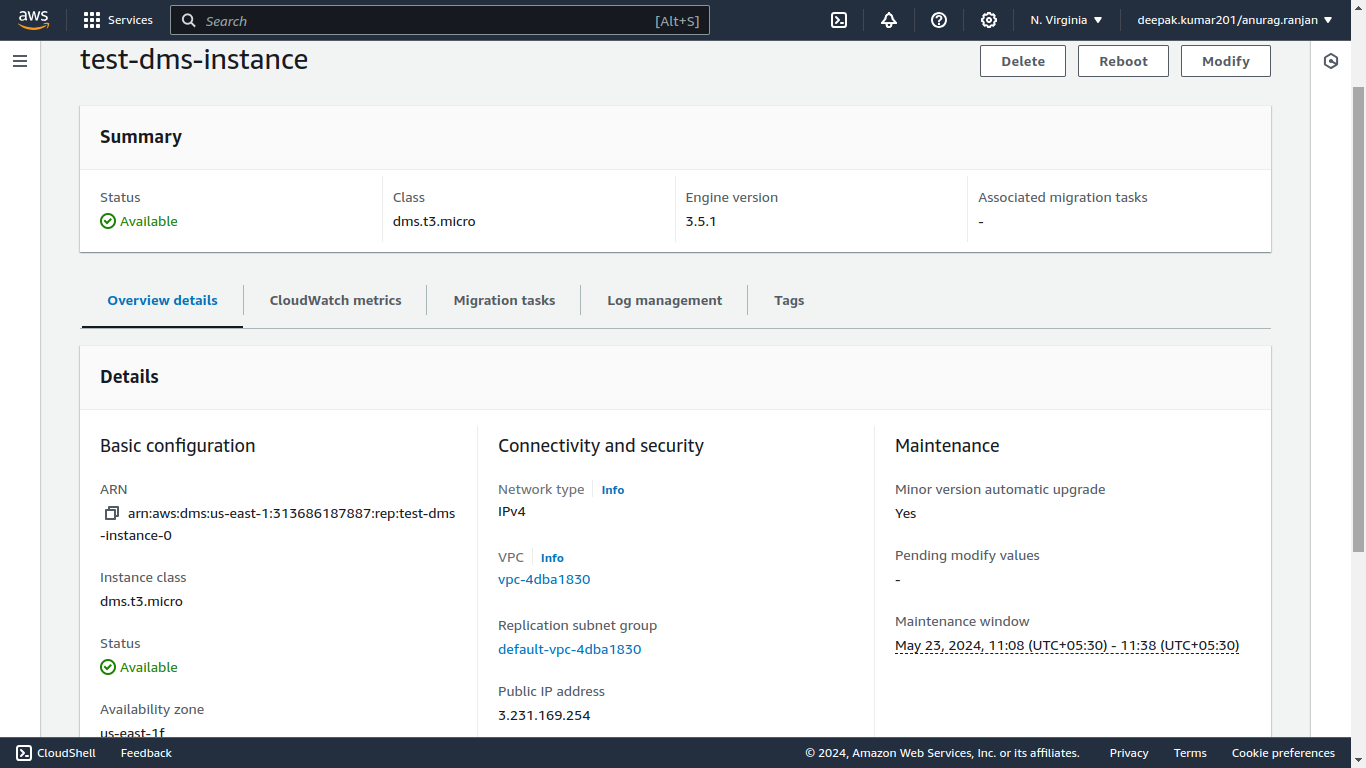 aws Services Search [Alt+S] N. Virginia deepak.kumar201/anurag.ranjan
test-dms-instance Delete Reboot Modify
Summary
Status
Available
Class
dms.t3.micro
Engine version
3.5.1
Associated migration tasks
-
Overview details CloudWatch metrics Migration tasks Log management Tags
Details
Basic configuration
ARN
arn:aws:dms:us-east-1:313686187887:rep:test-dms
-instance-0
Instance class
dms.t3.micro
Status
Available
Availability zone
us-east-1f
Connectivity and security
Network type Info
IPv4
VPC Info
vpc-4dba1830
Replication subnet group
default-vpc-4dba1830
Public IP address
3.231.169.254
Maintenance
Minor version automatic upgrade
Yes
Pending modify values
-
Maintenance window
May 23, 2024, 11:08 (UTC+05:30) - 11:38 (UTC+05:30)
CloudShell Feedback © 2024, Amazon Web Services, Inc. or its affiliates. Privacy Terms Cookie preferences